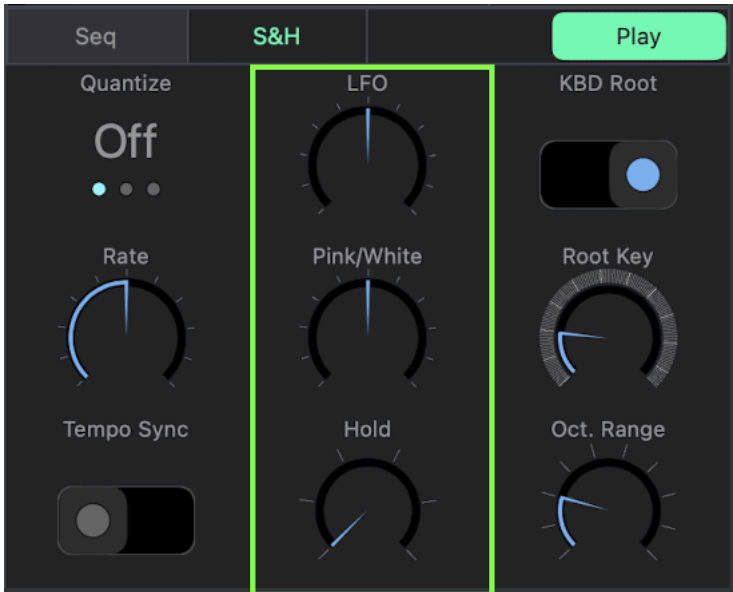 Seq S&H Play
Quantize LFO KBD Root
Off
Rate Pink/White Root Key
Tempo Sync Hold Oct. Range